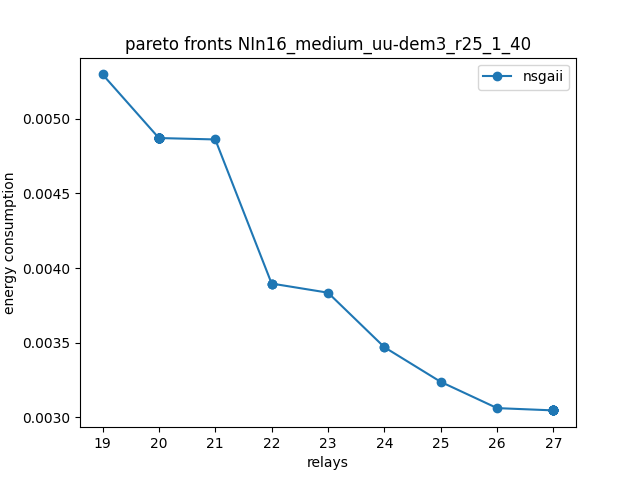 pareto fronts NIn16_medium_uu-dem3_r25_1_40
nsgaii
energy consumption
0.0050
0.0045
0.0040
0.0035
0.0030
19 20 21 22 23 24 25 26 27
relays